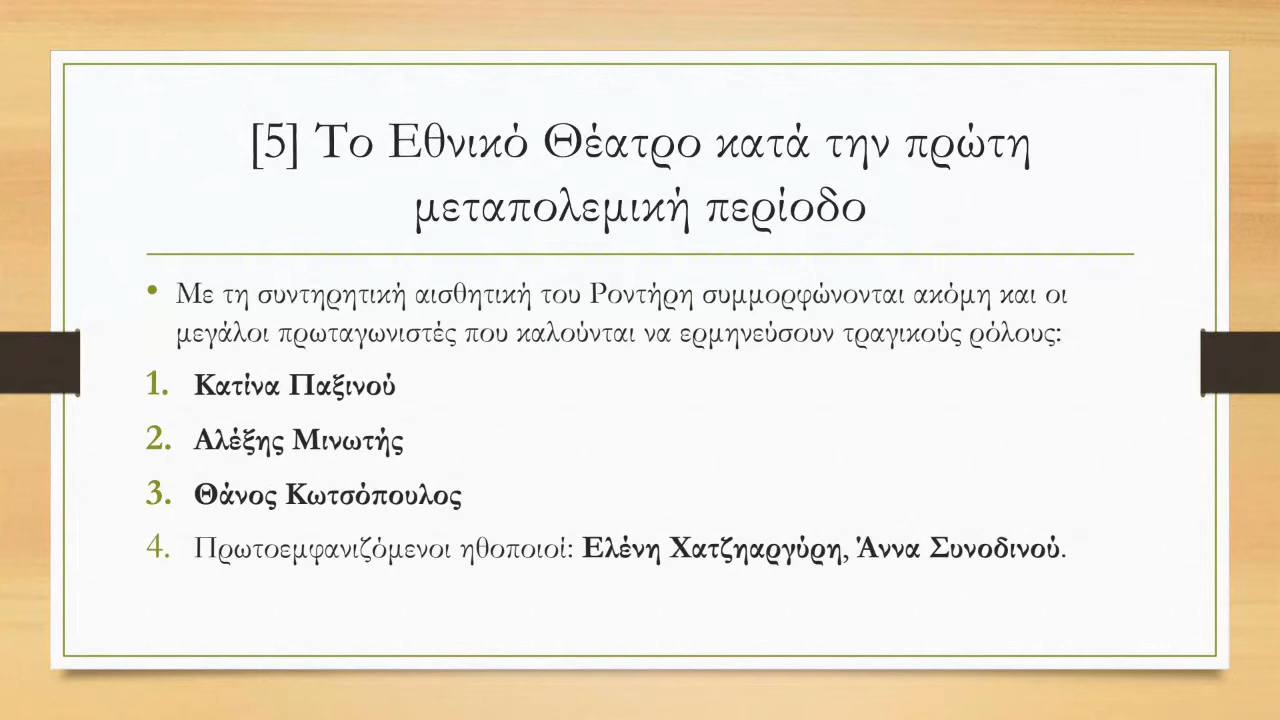 [5] Το Εθνικό Θέατρο κατά την πρώτη
μεταπολεμική περίοδο
• Με τη συντηρητική αισθητική του Ροντήρη συμμορφώνονται ακόμη και οι
μεγάλοι πρωταγωνιστές που καλούνται να ερμηνεύσουν τραγικούς ρόλους:
1. Κατίνα Παξινού
2. Αλέξης Μινωτής
3. Θάνος Κωτσόπουλος
4. Πρωτοεμφανιζόμενοι ηθοποιοί: Ελένη Χατζηαργύρη, Άννα Συνοδινού.